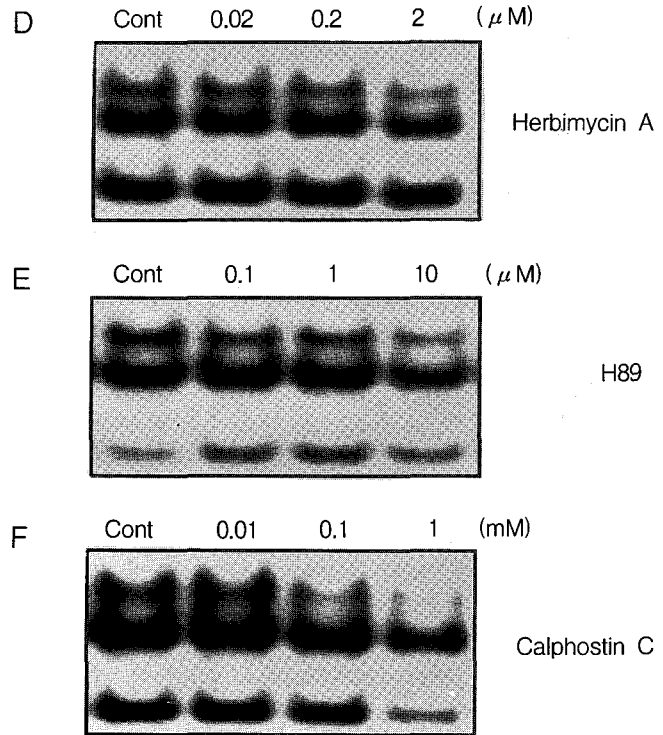 D Cont 0.02 0.2 2 (μM)
Herbimycin A
E Cont 0.1 1 10 (μM)
H89
F Cont 0.01 0.1 1 (mM)
Calphostin C